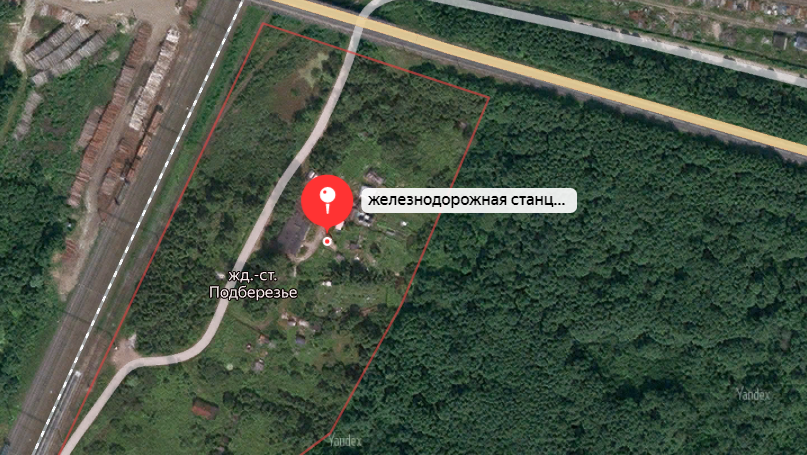 железнодорожная станц...
жд.-ст.
Подберезье
Yandex
Yandex